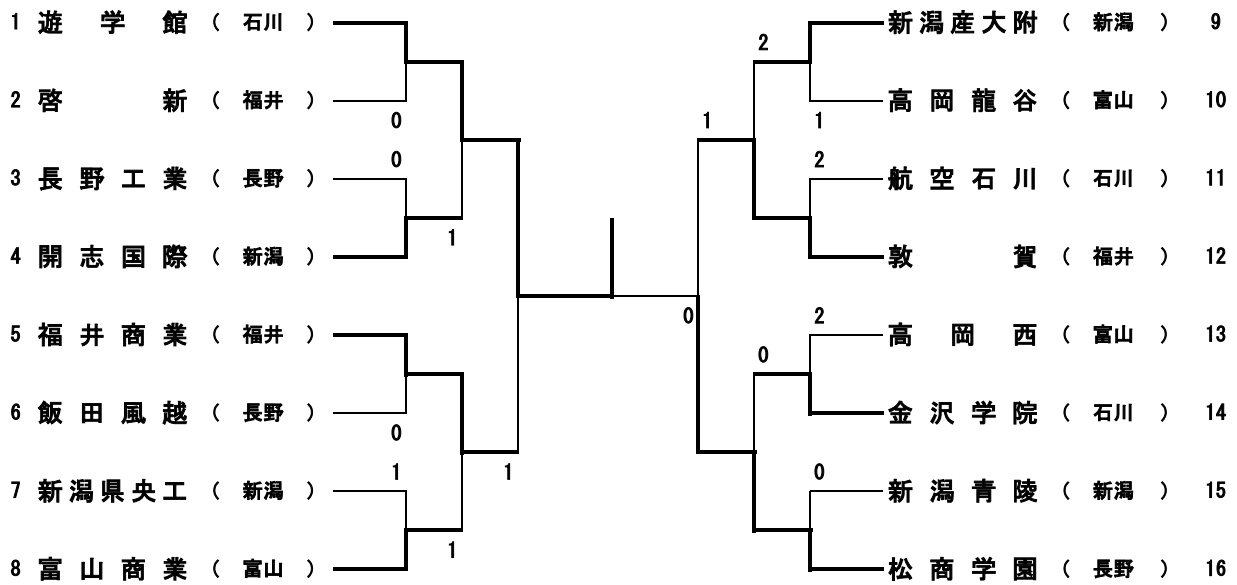 1 遊学館 ( 石川 )
2 啓新 ( 福井 )
0
0
3 長野工業 ( 長野 )
1
4 開志国際 ( 新潟 )
5 福井商業 ( 福井 )
6 飯田風越 ( 長野 )
0
1
1
7 新潟県央工 ( 新潟 )
1
8 富山商業 ( 富山 )
新潟産大附 ( 新潟 ) 9
2
高岡龍谷 ( 富山 ) 10
1
1
2
航空石川 ( 石川 ) 11
敦賀 ( 福井 ) 12
0
2
高岡西 ( 富山 ) 13
0
金沢学院 ( 石川 ) 14
0
新潟青陵 ( 新潟 ) 15
松商学園 ( 長野 ) 16